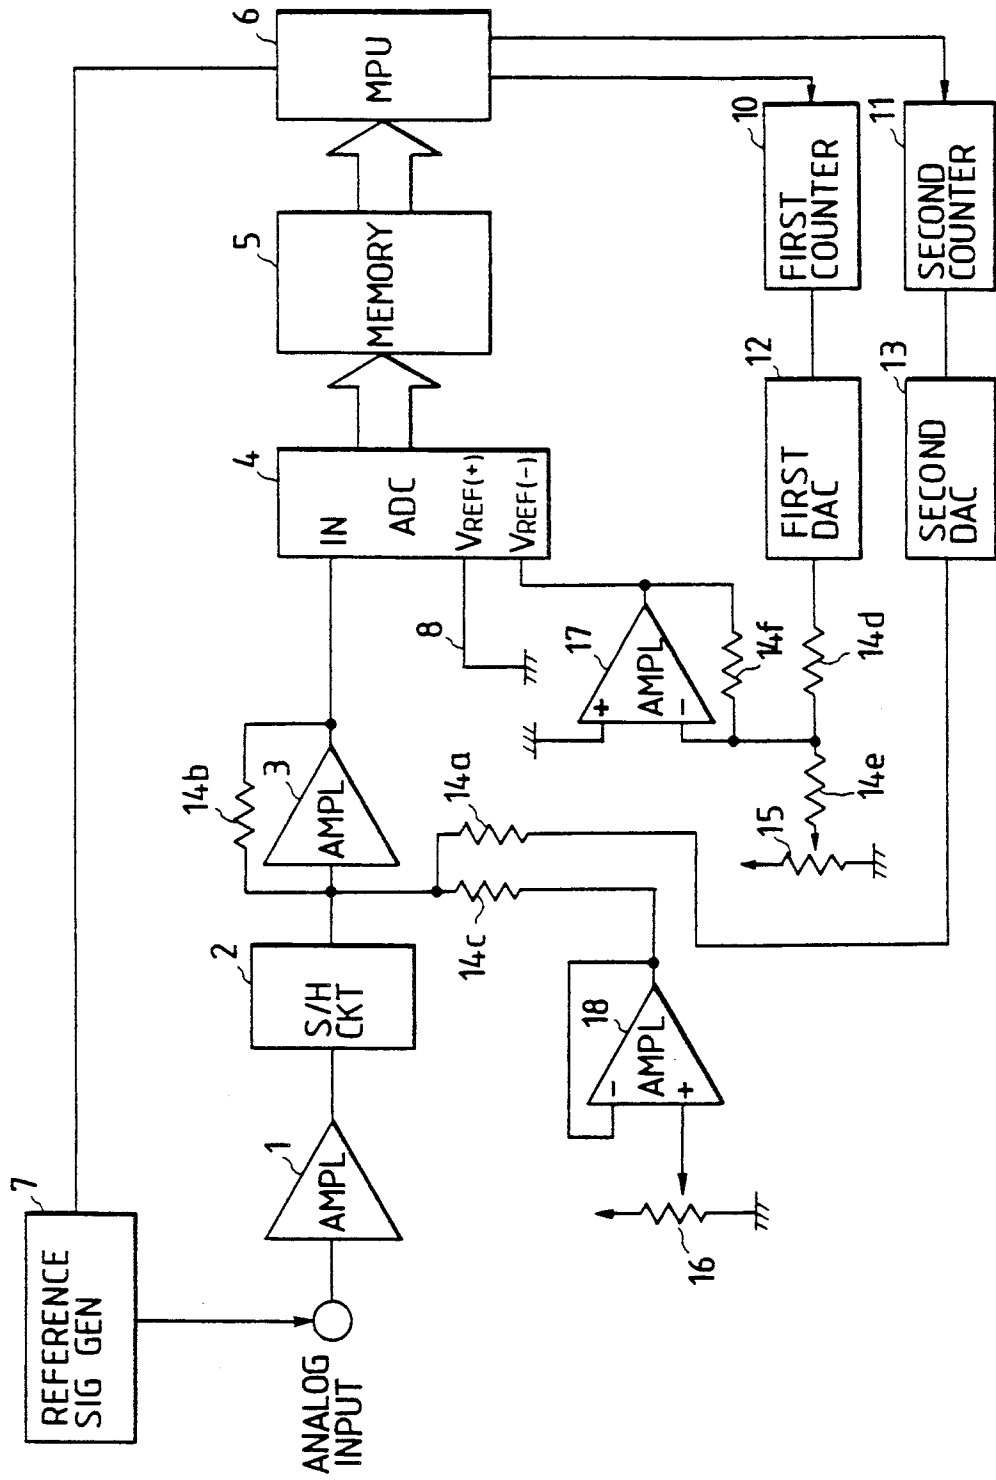 7
REFERENCE
SIG GEN
ANALOG
INPUT
1
AMPL
2
S/H
CKT
14b
3
AMPL
14a
14c
4
IN
ADC
VREF(+)
VREF(-)
8
5
MEMORY
6
MPU
16
18
-
AMPL
+
17
+
AMPL
-
14f
14d
14e
15
12
FIRST
DAC
10
FIRST
COUNTER
13
SECOND
DAC
11
SECOND
COUNTER